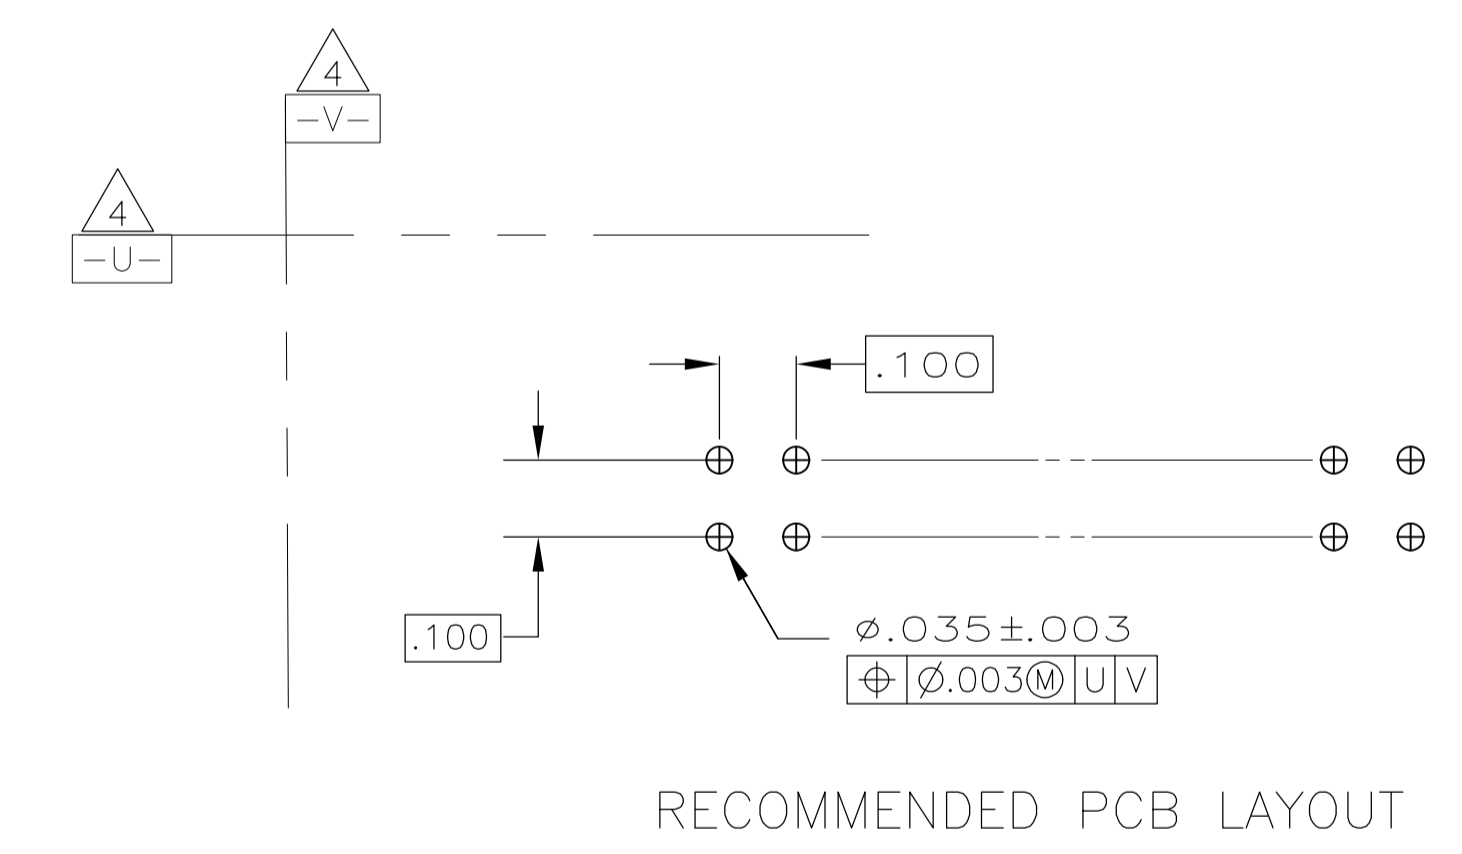 4
-V-
4
-U-
.100
.100
⌀.035±.003
⌖ ⌀.003Ⓜ U V
RECOMMENDED PCB LAYOUT